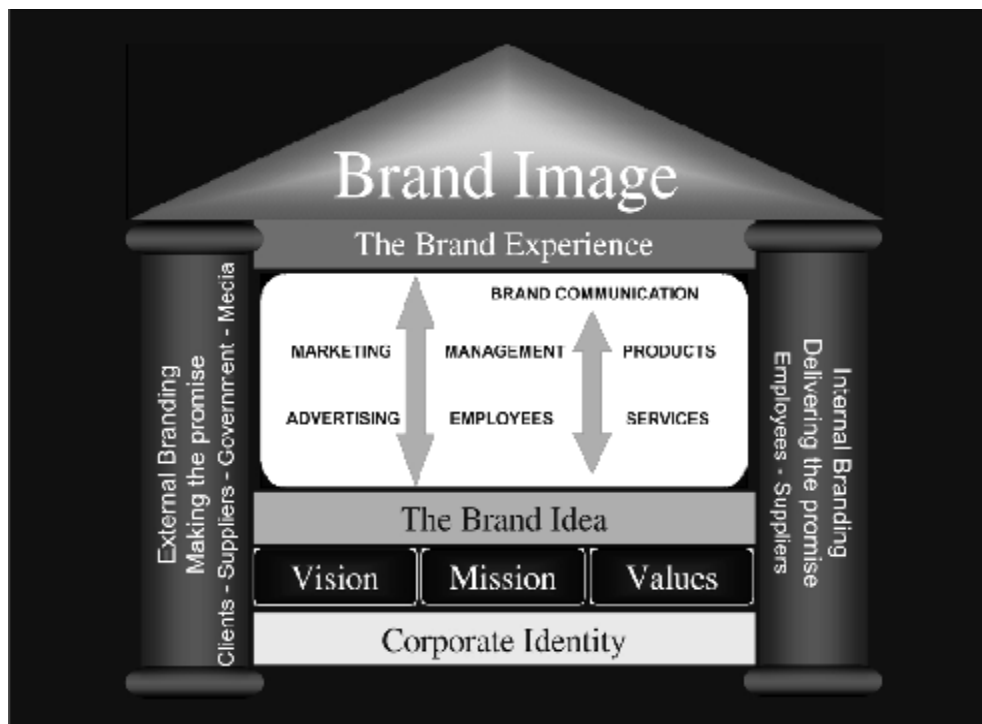 Brand Image
The Brand Experience
External Branding
Making the promise
Clients - Suppliers - Government - Media
BRAND COMMUNICATION
MARKETING MANAGEMENT PRODUCTS
ADVERTISING EMPLOYEES SERVICES
Internal Branding
Delivering the promise
Employees - Suppliers
The Brand Idea
Vision Mission Values
Corporate Identity